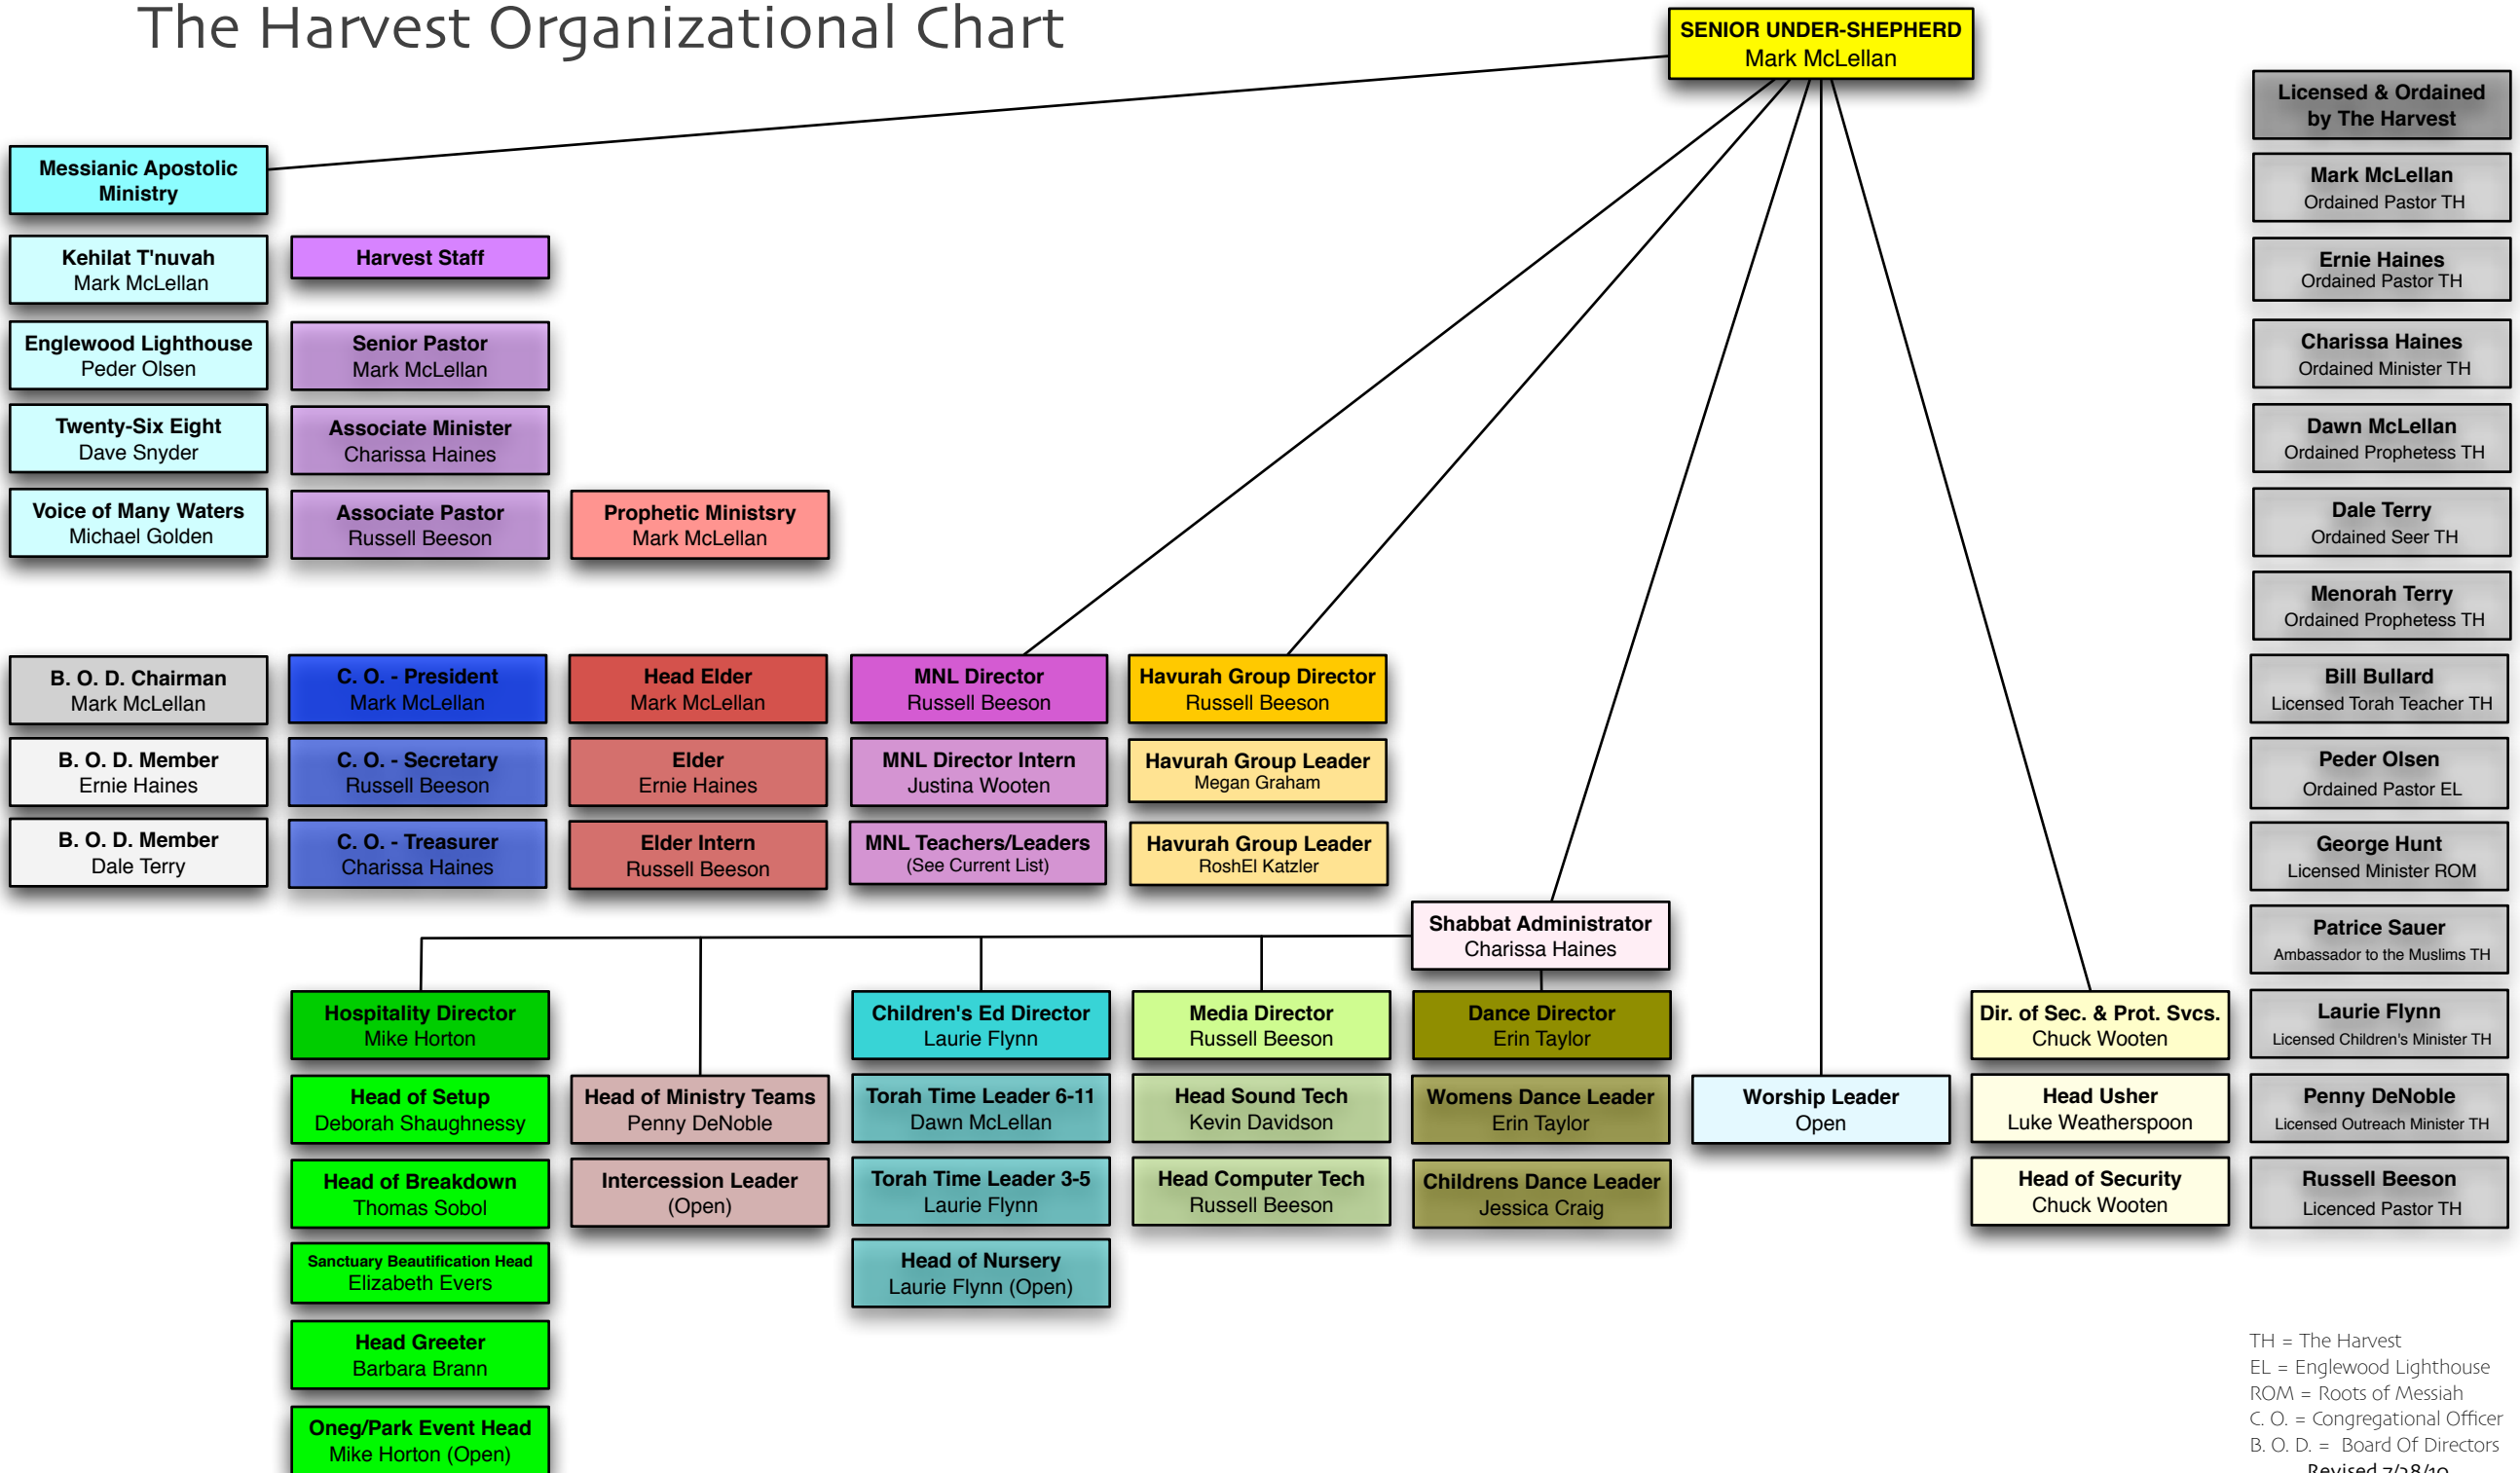 The Harvest Organizational Chart
SENIOR UNDER-SHEPHERD
Mark McLellan
Messianic Apostolic
Ministry
Kehilat T'nuvah
Mark McLellan
Englewood Lighthouse
Peder Olsen
Twenty-Six Eight
Dave Snyder
Voice of Many Waters
Michael Golden
Harvest Staff
Senior Pastor
Mark McLellan
Associate Minister
Charissa Haines
Associate Pastor
Russell Beeson
Prophetic Ministsry
Mark McLellan
B. O. D. Chairman
Mark McLellan
B. O. D. Member
Ernie Haines
B. O. D. Member
Dale Terry
C. O. - President
Mark McLellan
C. O. - Secretary
Russell Beeson
C. O. - Treasurer
Charissa Haines
Head Elder
Mark McLellan
Elder
Ernie Haines
Elder Intern
Russell Beeson
MNL Director
Russell Beeson
MNL Director Intern
Justina Wooten
MNL Teachers/Leaders
(See Current List)
Havurah Group Director
Russell Beeson
Havurah Group Leader
Megan Graham
Havurah Group Leader
RoshEl Katzler
Shabbat Administrator
Charissa Haines
Hospitality Director
Mike Horton
Head of Setup
Deborah Shaughnessy
Head of Breakdown
Thomas Sobol
Sanctuary Beautification Head
Elizabeth Evers
Head Greeter
Barbara Brann
Oneg/Park Event Head
Mike Horton (Open)
Head of Ministry Teams
Penny DeNoble
Intercession Leader
(Open)
Children's Ed Director
Laurie Flynn
Torah Time Leader 6-11
Dawn McLellan
Torah Time Leader 3-5
Laurie Flynn
Head of Nursery
Laurie Flynn (Open)
Media Director
Russell Beeson
Head Sound Tech
Kevin Davidson
Head Computer Tech
Russell Beeson
Dance Director
Erin Taylor
Womens Dance Leader
Erin Taylor
Childrens Dance Leader
Jessica Craig
Worship Leader
Open
Dir. of Sec. & Prot. Svcs.
Chuck Wooten
Head Usher
Luke Weatherspoon
Head of Security
Chuck Wooten
Licensed & Ordained
by The Harvest
Mark McLellan
Ordained Pastor TH
Ernie Haines
Ordained Pastor TH
Charissa Haines
Ordained Minister TH
Dawn McLellan
Ordained Prophetess TH
Dale Terry
Ordained Seer TH
Menorah Terry
Ordained Prophetess TH
Bill Bullard
Licensed Torah Teacher TH
Peder Olsen
Ordained Pastor EL
George Hunt
Licensed Minister ROM
Patrice Sauer
Ambassador to the Muslims TH
Laurie Flynn
Licensed Children's Minister TH
Penny DeNoble
Licensed Outreach Minister TH
Russell Beeson
Licenced Pastor TH
TH = The Harvest
EL = Englewood Lighthouse
ROM = Roots of Messiah
C. O. = Congregational Officer
B. O. D. = Board Of Directors
Revised 7/28/10